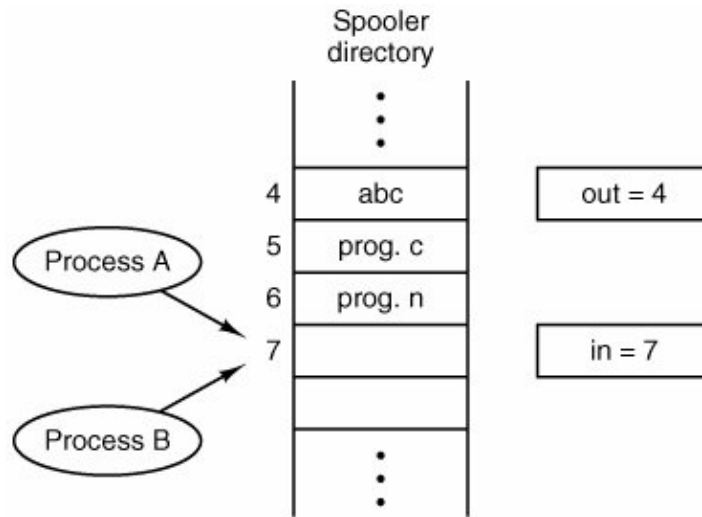 Spooler
directory
4
abc
out = 4
Process A
5
prog. c
6
prog. n
7
in = 7
Process B